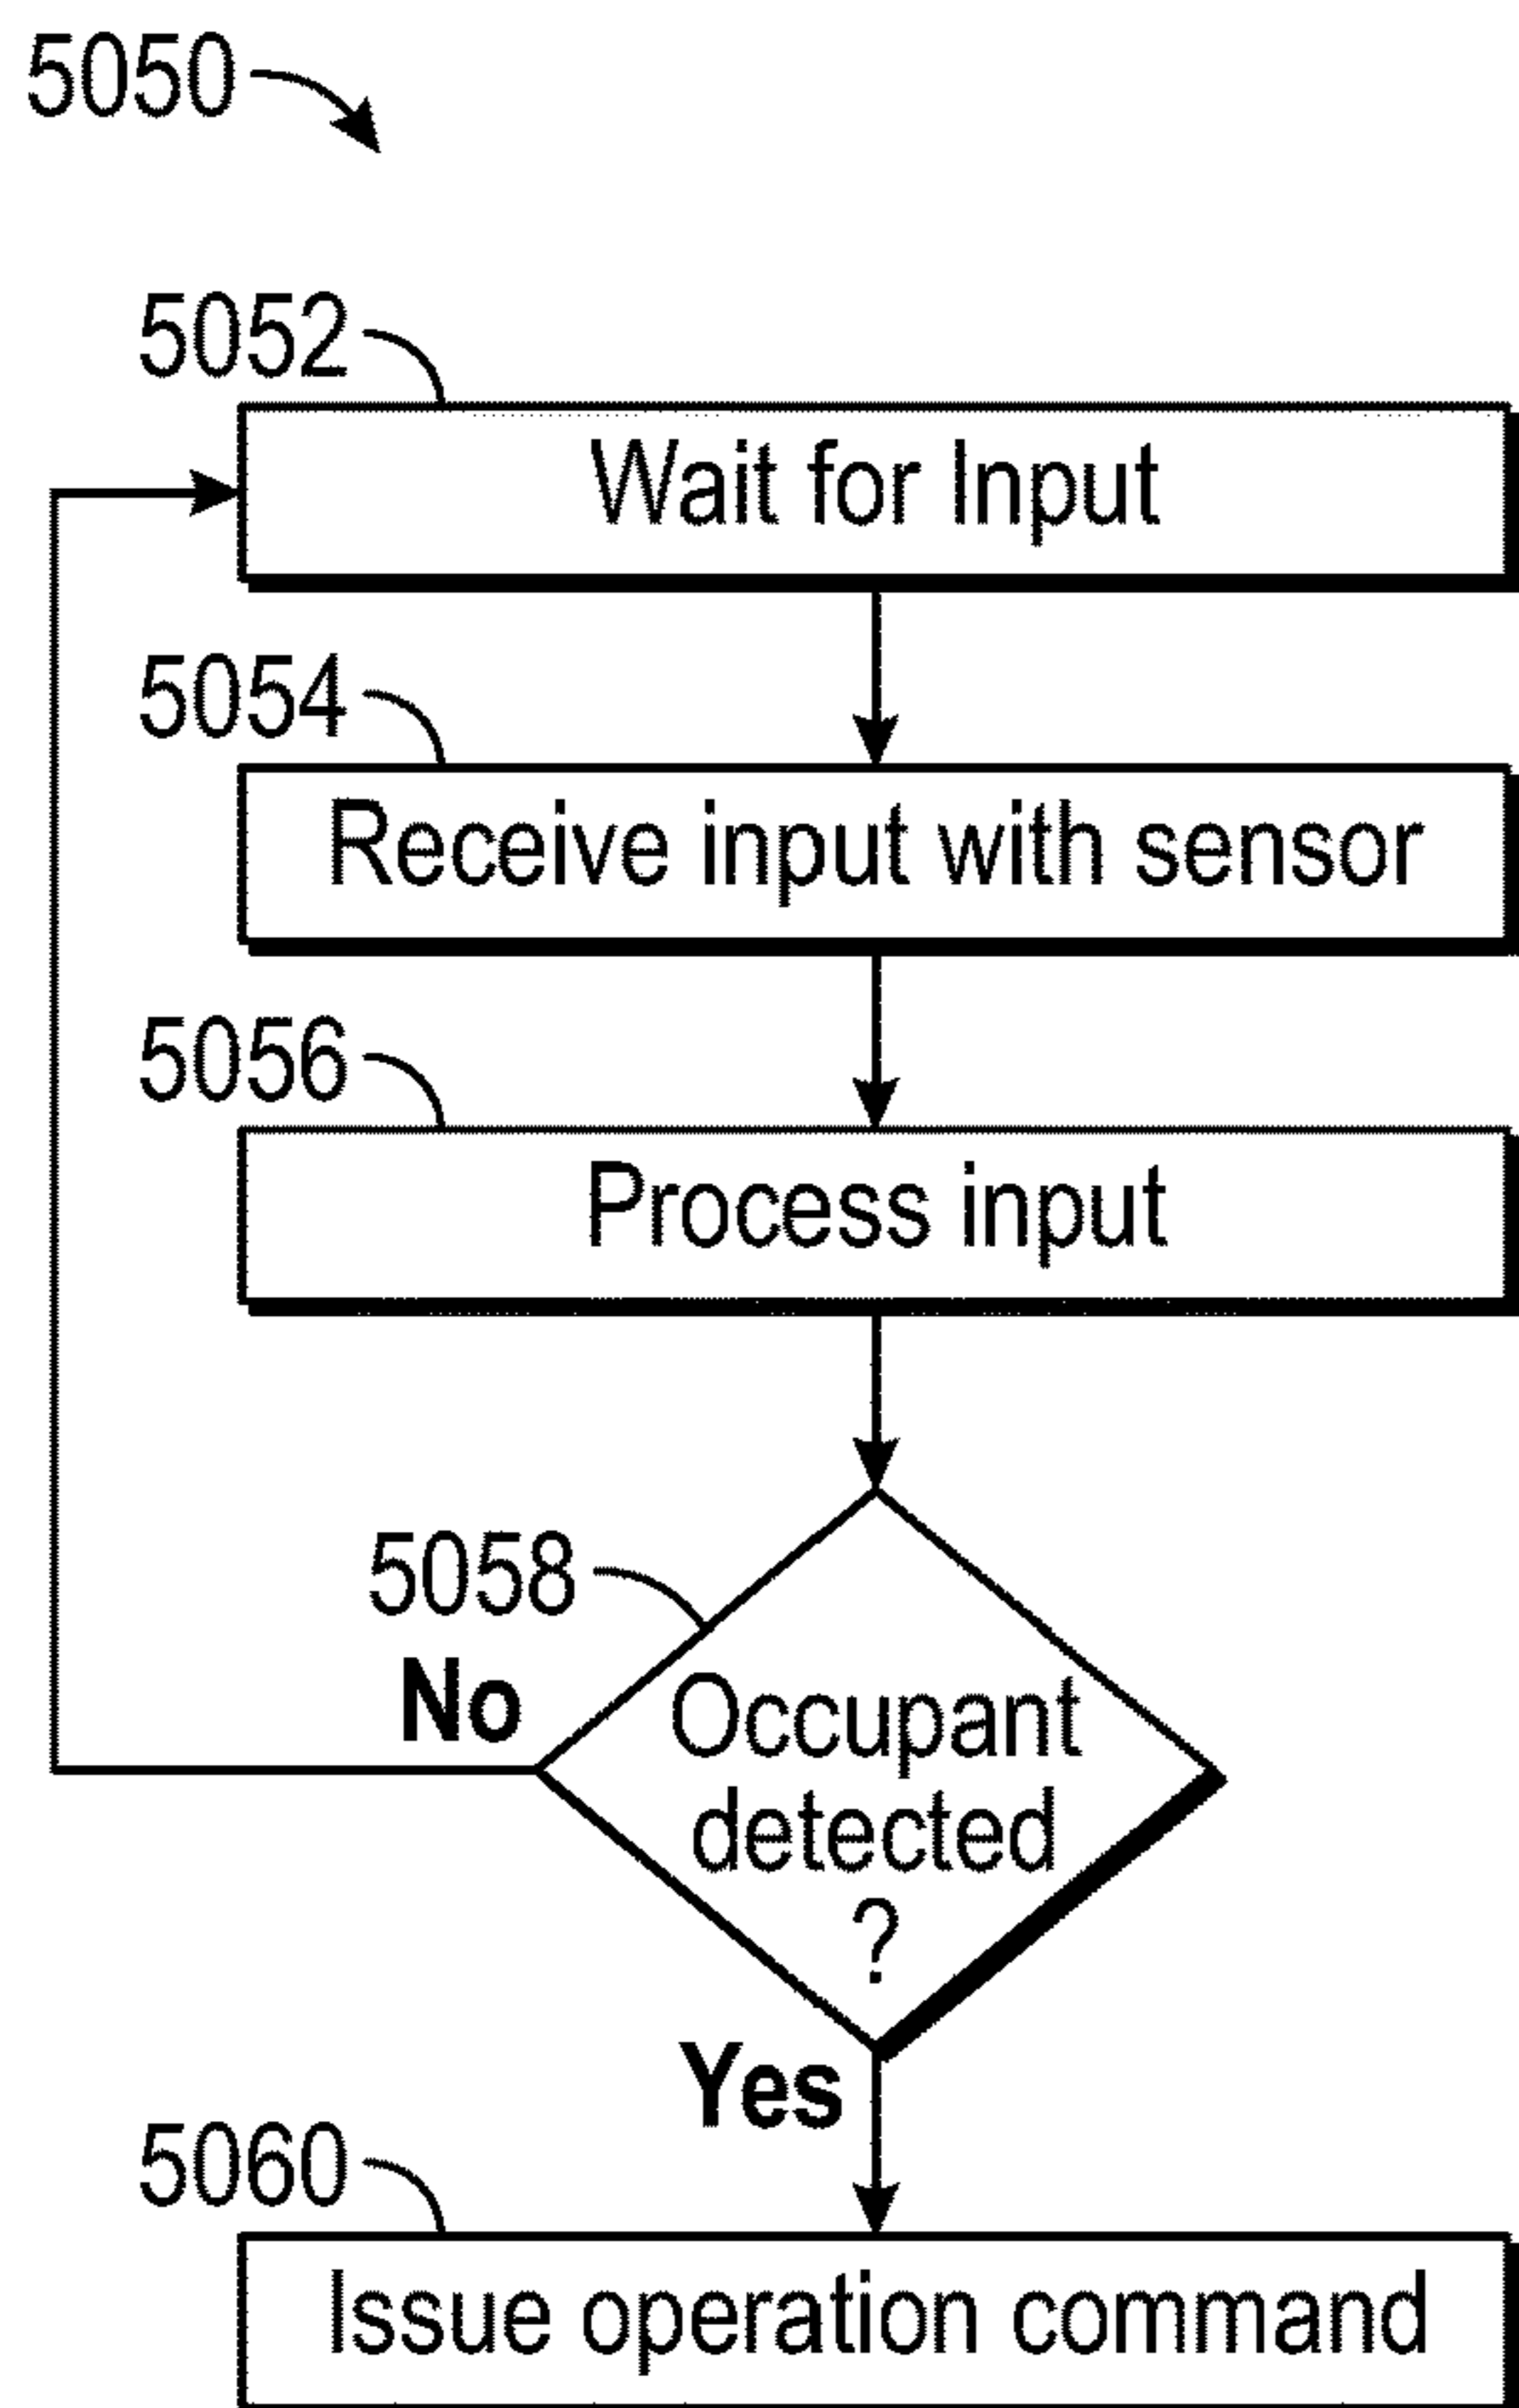 5050
5052
Wait for Input
5054
Receive input with sensor
5056
Process input
5058
No
Occupant
detected
?
Yes
5060
Issue operation command